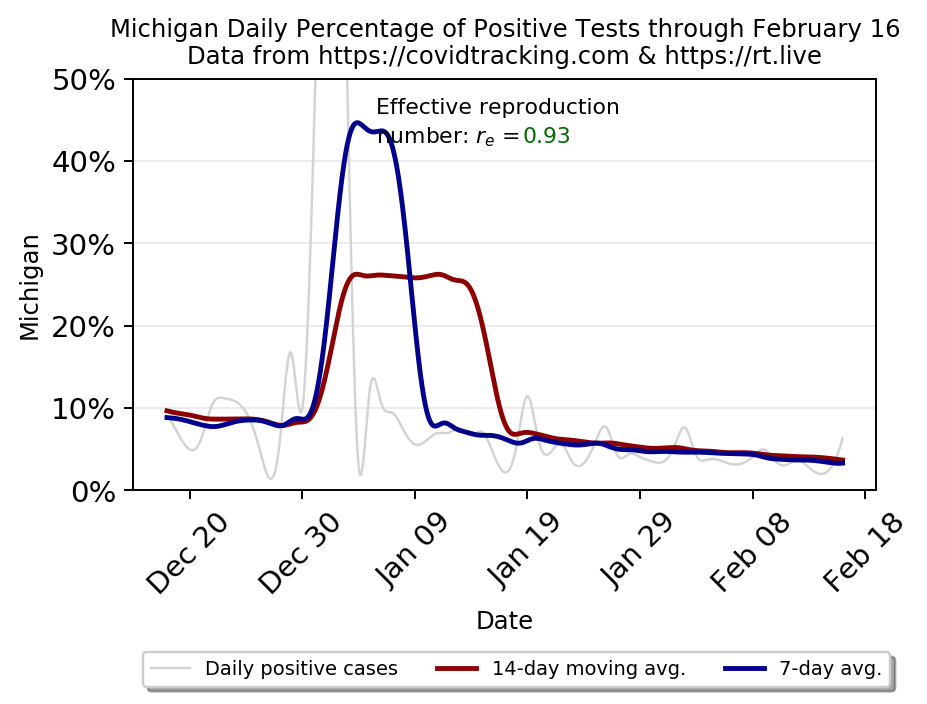 Michigan Daily Percentage of Positive Tests through February 16
Data from https://covidtracking.com & https://rt.live
50%
40%
30%
20%
10%
0%
Michigan
Effective reproduction
number: rₑ = 0.93
Dec 20
Dec 30
Jan 09
Jan 19
Jan 29
Feb 08
Feb 18
Date
Daily positive cases
14-day moving avg.
7-day avg.